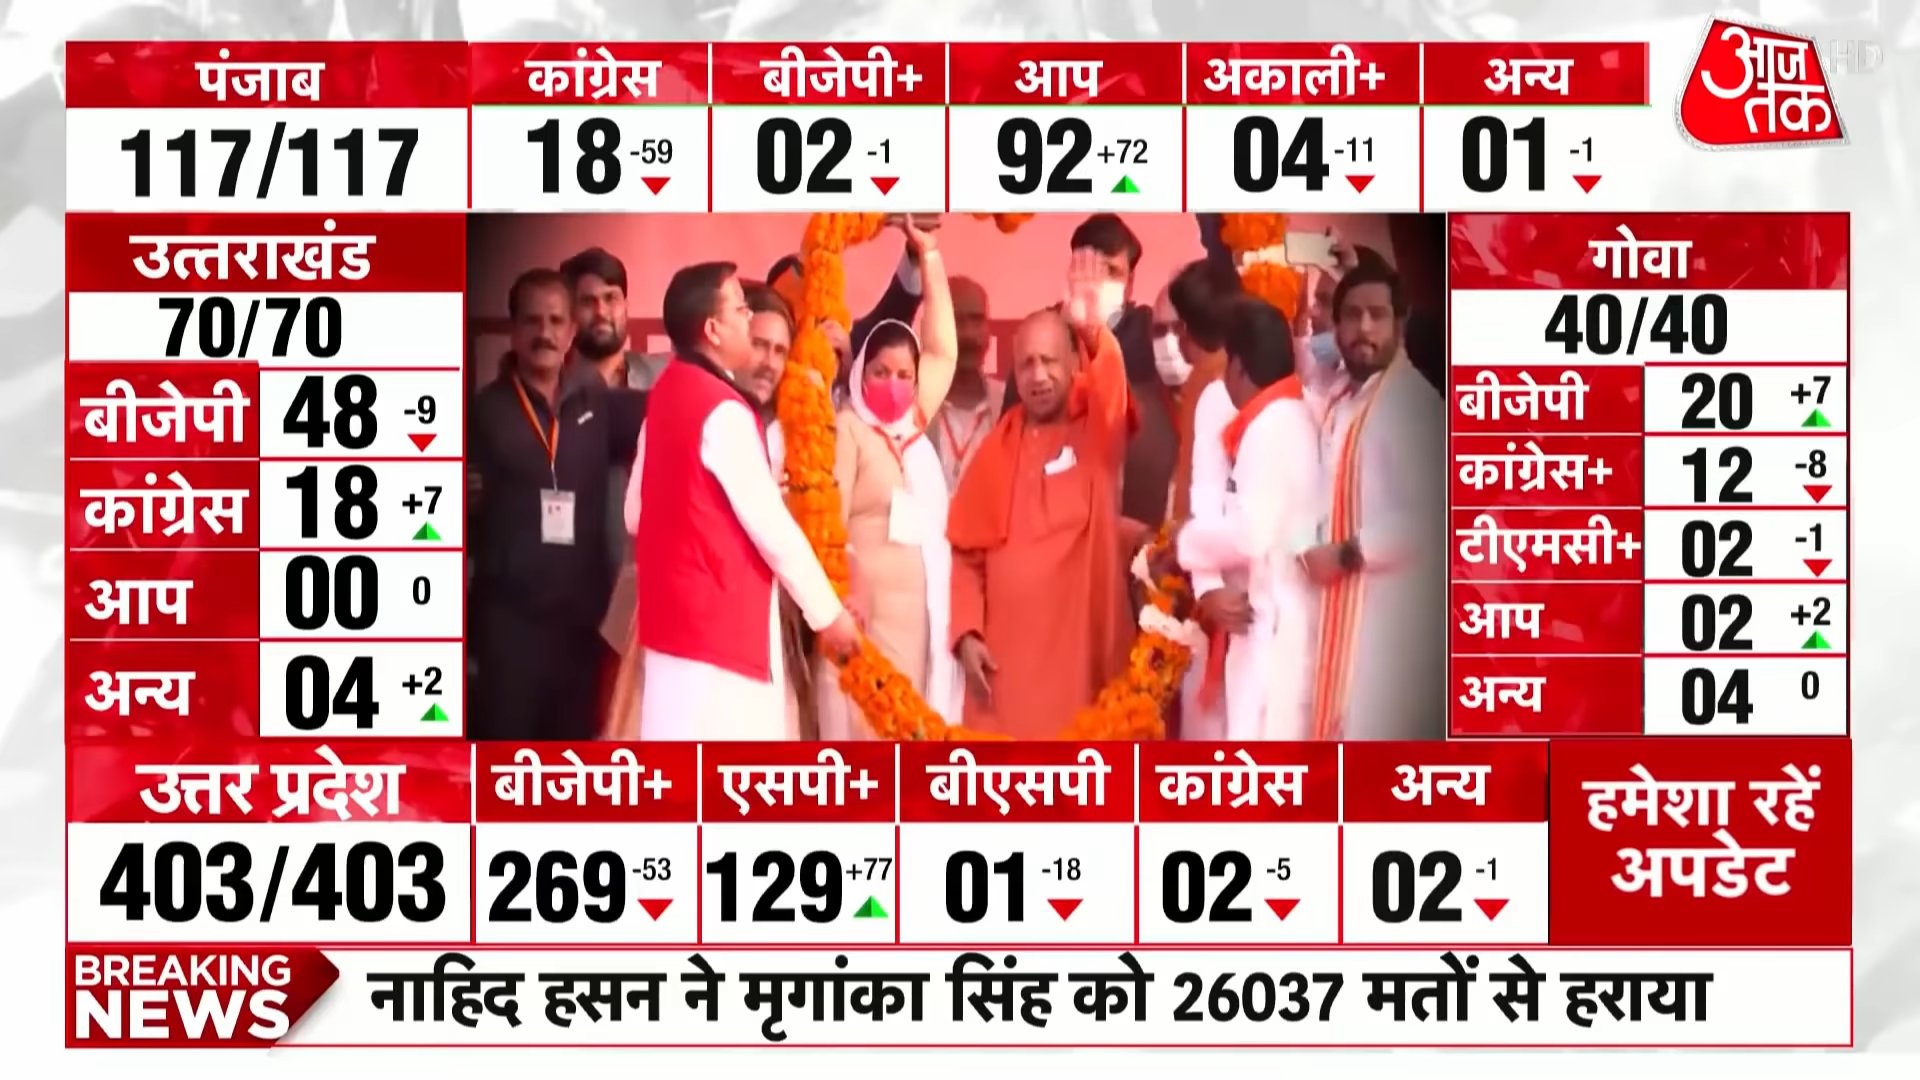 पंजाब
117/117
कांग्रेस
18 -59
बीजेपी+
02 -1
आप
92 +72
अकाली+
04 -11
अन्य
01 -1
आज
तक
HD
उत्तराखंड
70/70
बीजेपी 48 -9
कांग्रेस 18 +7
आप 00 0
अन्य 04 +2
गोवा
40/40
बीजेपी 20 +7
कांग्रेस+ 12 -8
टीएमसी+ 02 -1
आप 02 +2
अन्य 04 0
उत्तर प्रदेश
403/403
बीजेपी+
269 -53
एसपी+
129 +77
बीएसपी
01 -18
कांग्रेस
02 -5
अन्य
02 -1
हमेशा रहें
अपडेट
BREAKING
NEWS
नाहिद हसन ने मृगांका सिंह को 26037 मतों से हराया